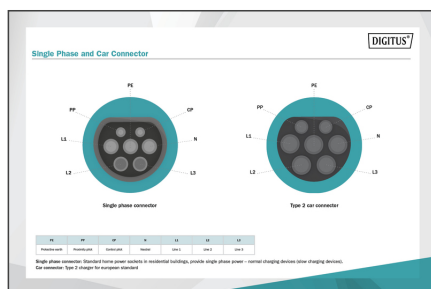 DIGITUS®
Single Phase and Car Connector
PE
PP
CP
L1
N
L2
L3
Single phase connector
PE
PP
CP
L1
N
L2
L3
Type 2 car connector
PE PP CP N L1 L2 L3
Protective earth Proximity pilot Control pilot Neutral Line 1 Line 2 Line 3
Single phase connector: Standard home power sockets in residential buildings, provide single phase power – normal charging devices (slow charging devices).
Car connector: Type 2 charger for european standard